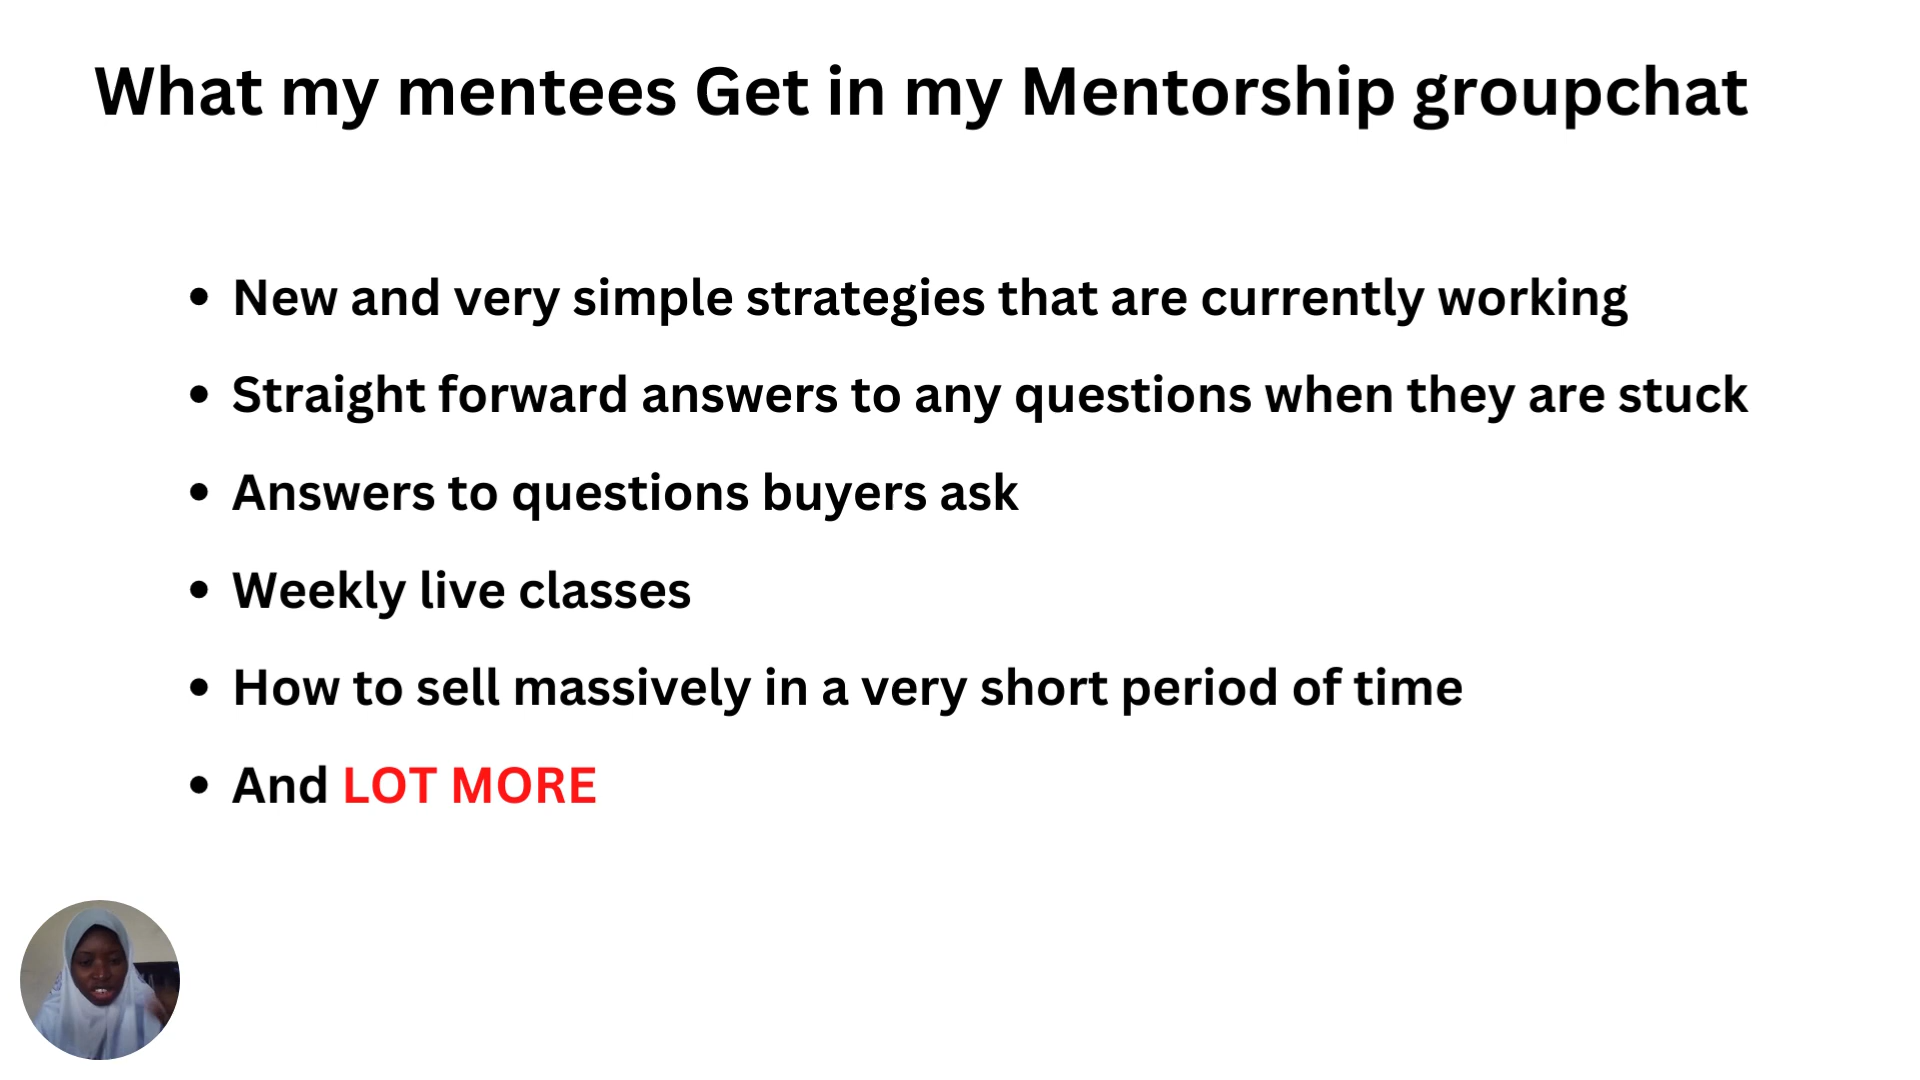 What my mentees Get in my Mentorship groupchat
• New and very simple strategies that are currently working
• Straight forward answers to any questions when they are stuck
• Answers to questions buyers ask
• Weekly live classes
• How to sell massively in a very short period of time
• And LOT MORE